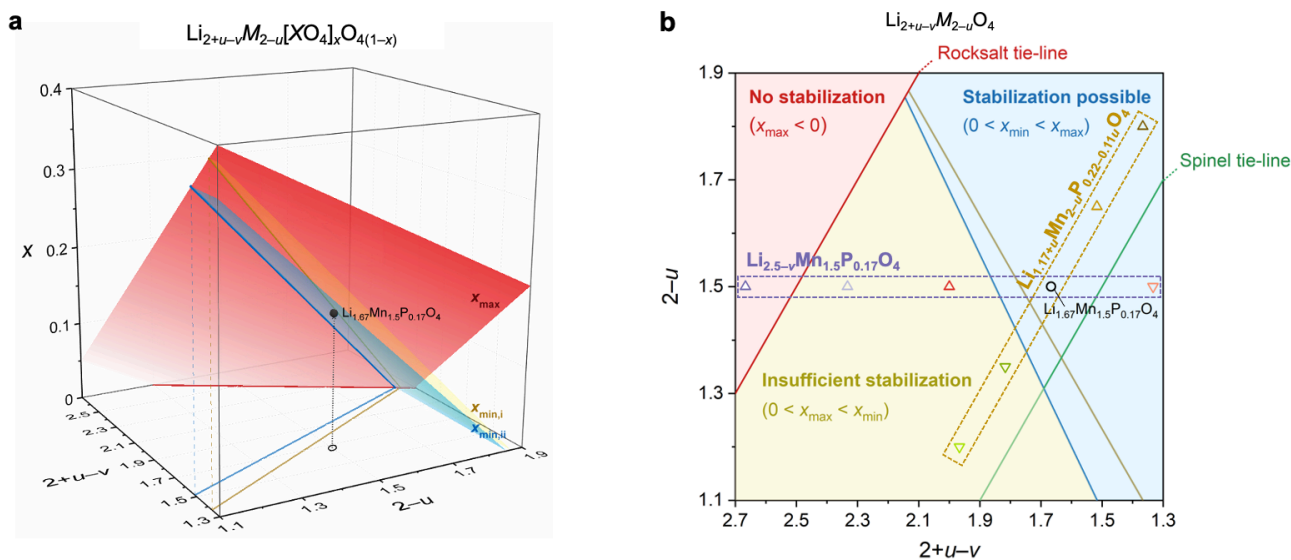 a
Li2+u–vM2–u[XO4]xO4(1–x)
0.4
0.3
0.2
0.1
0
x
xmax
Li1.67Mn1.5P0.17O4
xmin,i
xmin,ii
2.5
2.3
2.1
1.9
1.7
1.5
1.3
2+u–v
1.1
1.3
1.5
1.7
1.9
2–u
b
Li2+u–vM2–uO4
Rocksalt tie-line
No stabilization
(xmax < 0)
Stabilization possible
(0 < xmin < xmax)
Spinel tie-line
Li1.17+uMn2–uP0.22–0.11uO4
Li2.5–vMn1.5P0.17O4
Li1.67Mn1.5P0.17O4
Insufficient stabilization
(0 < xmax < xmin)
1.9
1.7
1.5
1.3
1.1
2–u
2.7
2.5
2.3
2.1
1.9
1.7
1.5
1.3
2+u–v